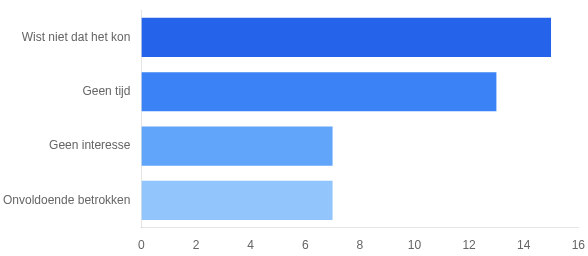 Wist niet dat het kon
Geen tijd
Geen interesse
Onvoldoende betrokken
0 2 4 6 8 10 12 14 16